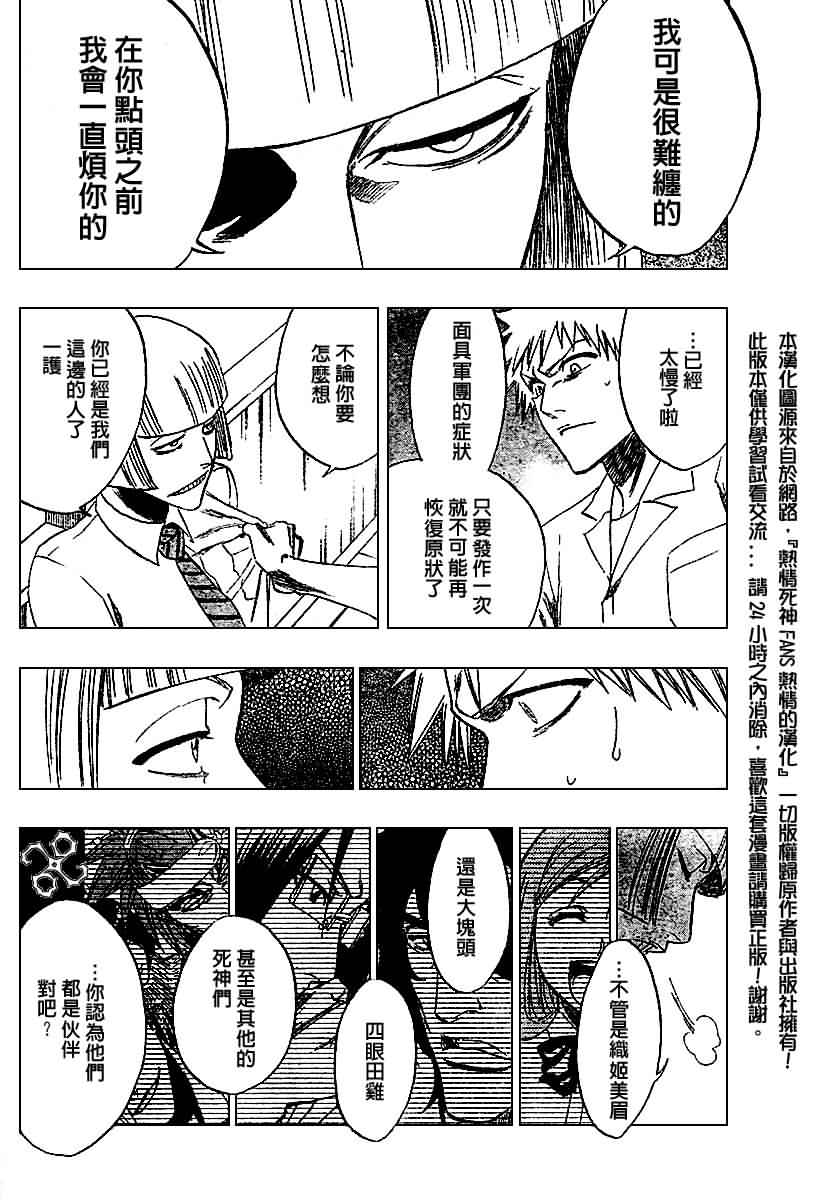 我可是很難纏的
在你點頭之前
我會一直煩你的
…已經
太慢了啦
面具軍團的症狀
只要發作一次
就不可能再
恢復原狀了
不論你要
怎麼想
你已經是我們
這邊的人了
一護
…不管是織姬美眉
還是大塊頭
四眼田雞
甚至是其他的
死神們
…你認為他們
都是伙伴
對吧?
本漢化圖源來自於網路，『熱情死神FANS熱情的漢化』一切版權歸原作者與出版社擁有!
此版本僅供學習試看交流… 請24小時之內消除，喜歡這套漫畫請購買正版!謝謝。